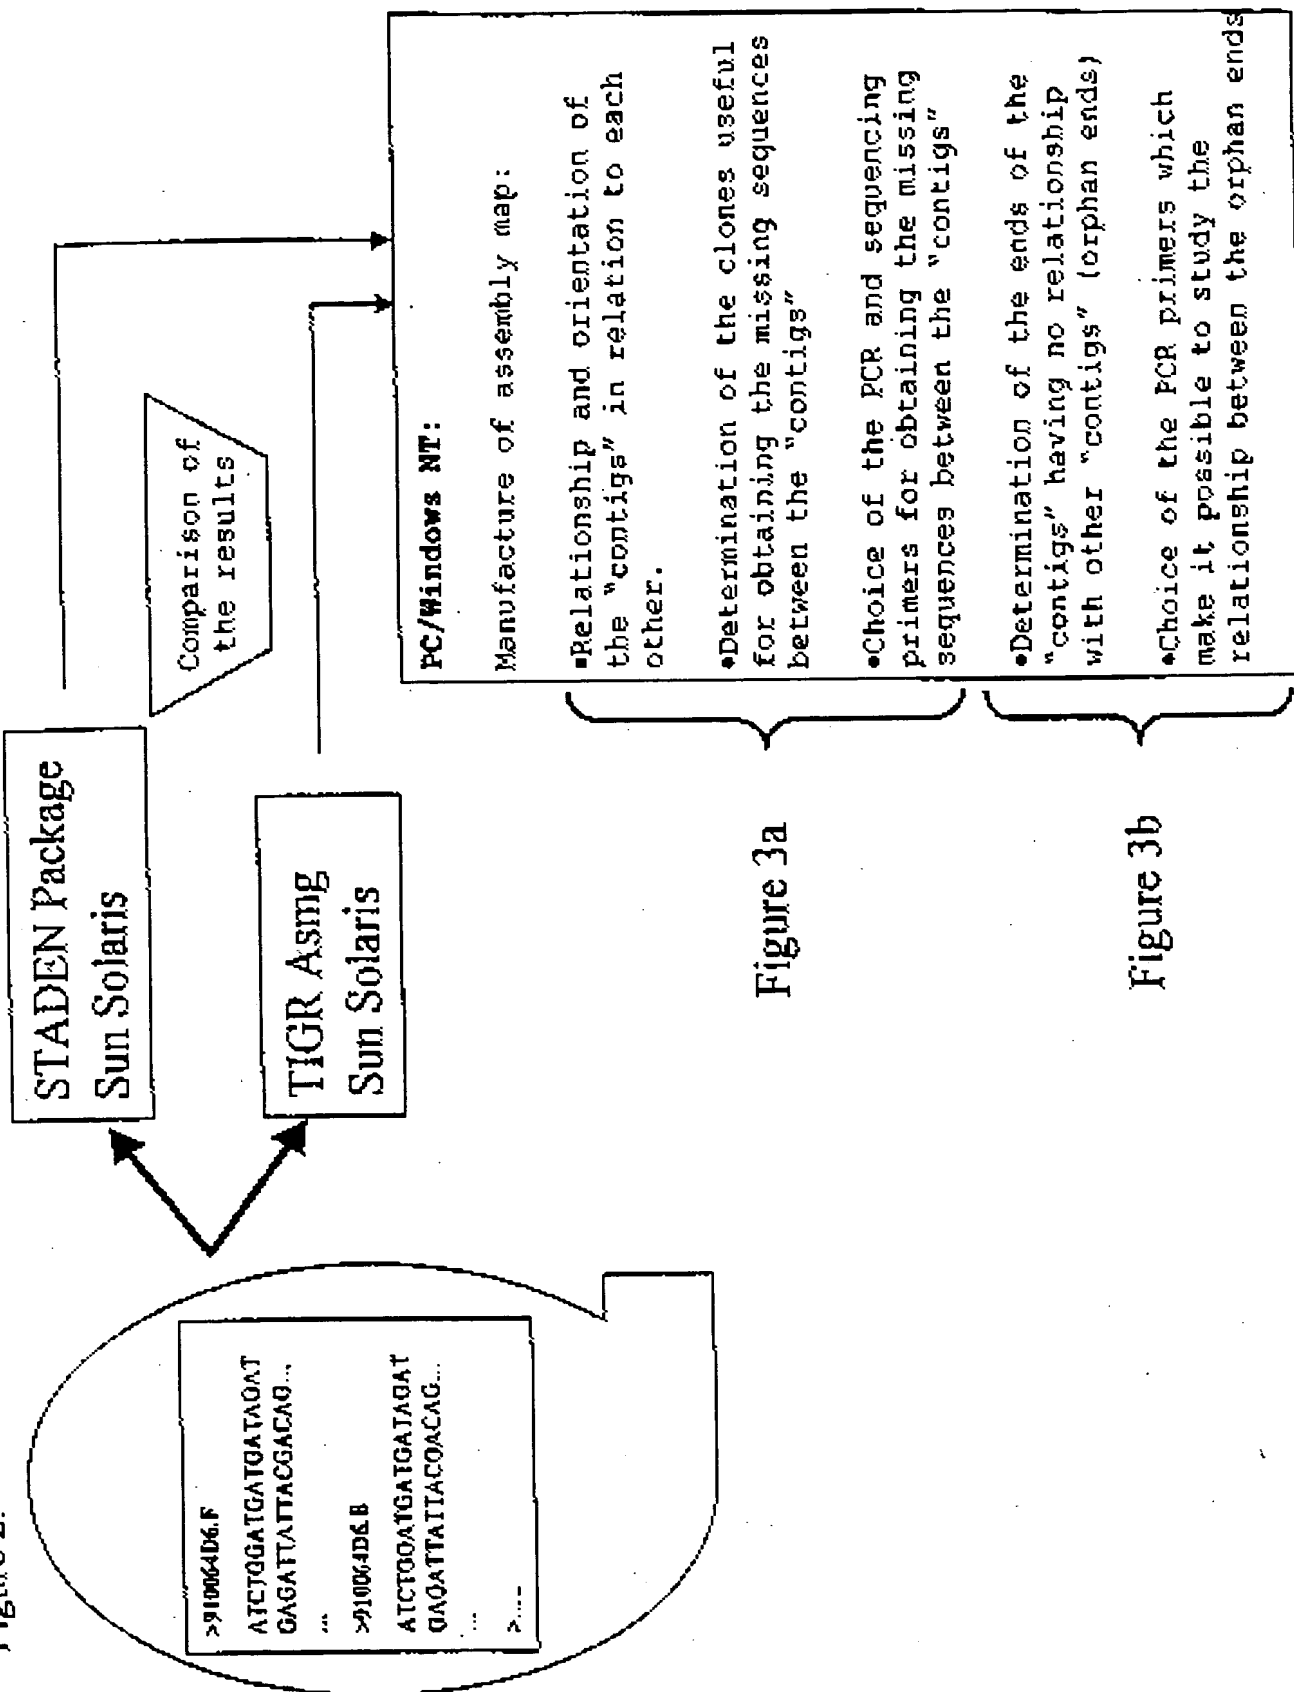 Figure 2:
>910064D6.F
ATCTGGATGATGATAGAT
GAGATTATTACGACAG...
...
>910064D6.B
ATCTGGATGATGATAGAT
GAGATTATTACGACAG...
...
>....
STADEN Package
Sun Solaris
TIGR Asmg
Sun Solaris
Comparison of
the results
PC/Windows NT:
Manufacture of assembly map:
•Relationship and orientation of
the "contigs" in relation to each
other.
•Determination of the clones useful
for obtaining the missing sequences
between the "contigs"
•Choice of the PCR and sequencing
primers for obtaining the missing
sequences between the "contigs"
•Determination of the ends of the
"contigs" having no relationship
with other "contigs" (orphan ends)
•Choice of the PCR primers which
make it possible to study the
relationship between the orphan ends
Figure 3a
Figure 3b